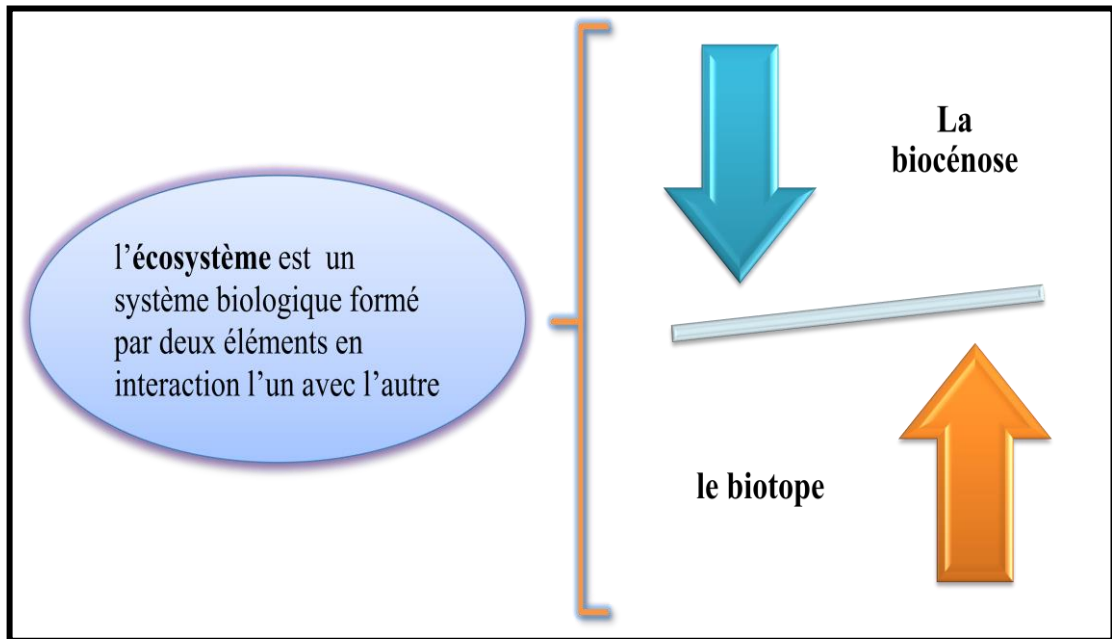 l’écosystème est un
système biologique formé
par deux éléments en
interaction l’un avec l’autre
La
biocénose
le biotope